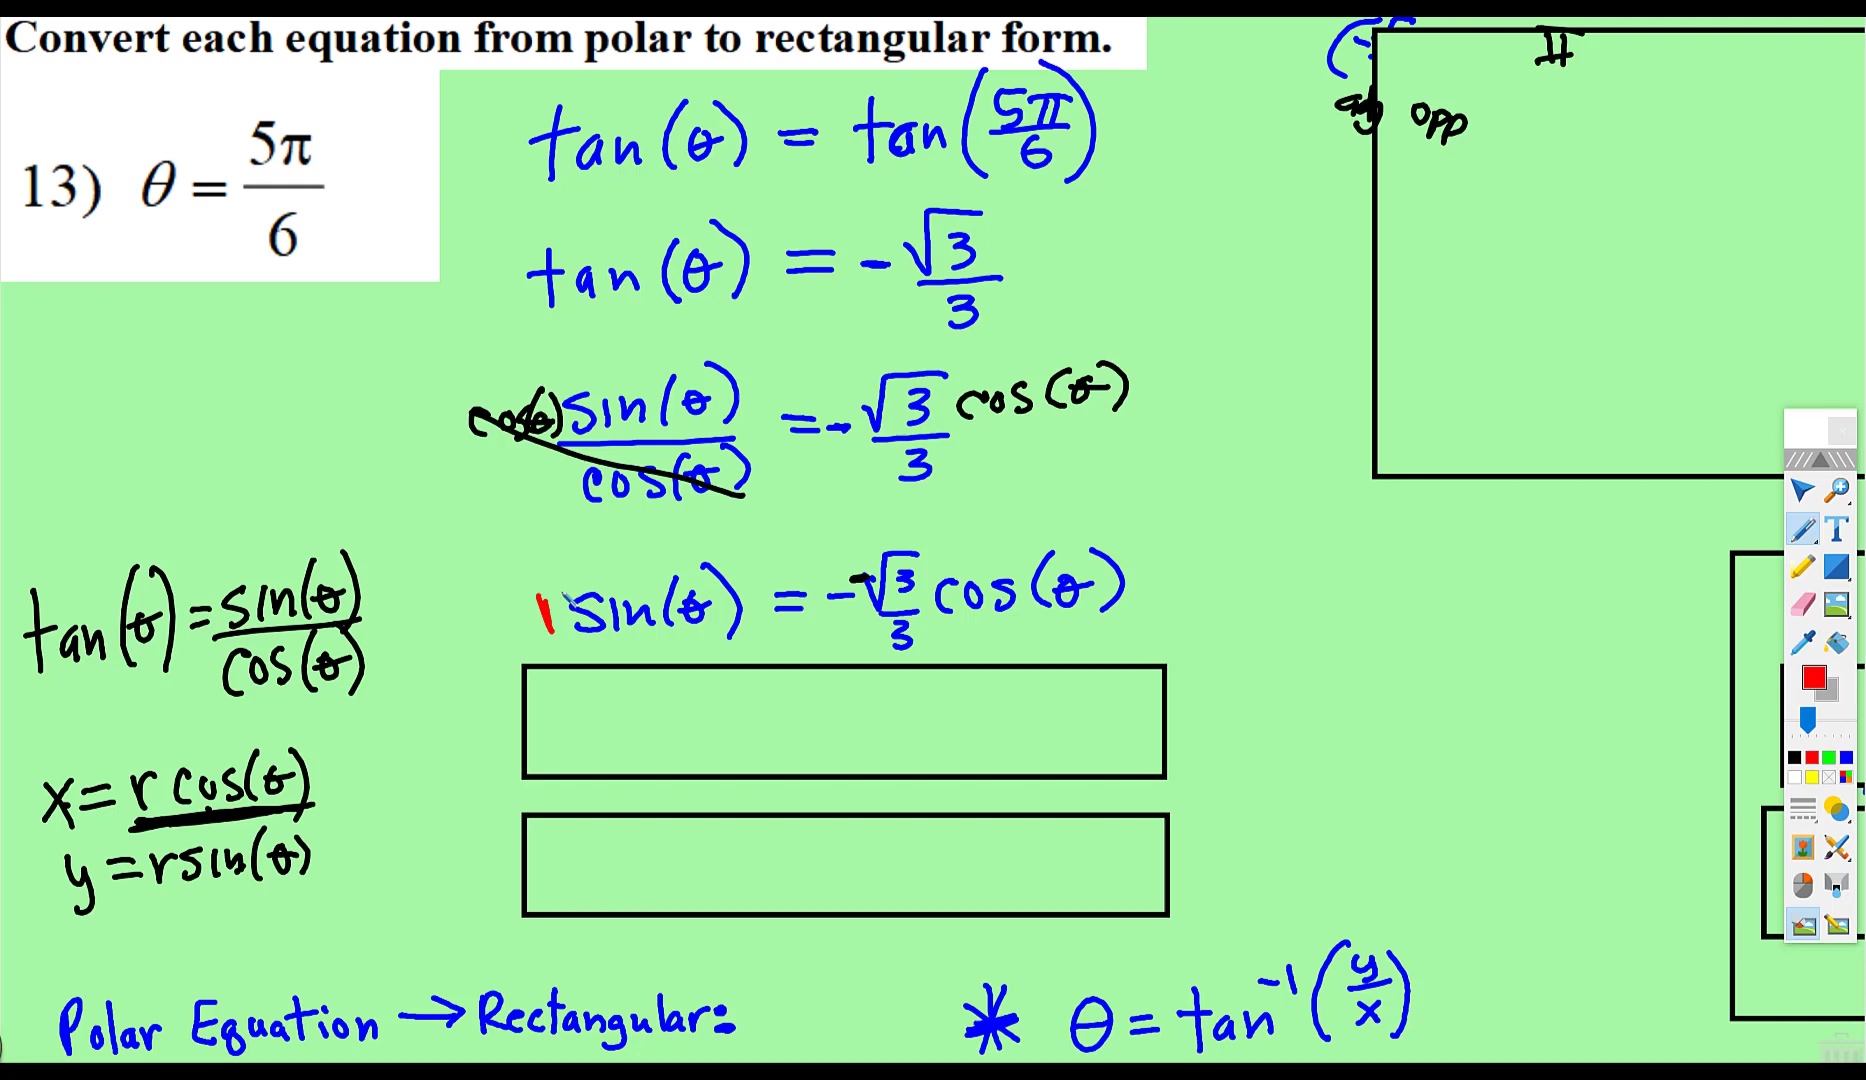 Convert each equation from polar to rectangular form.
13) θ = 5π/6
tan(θ) = tan(5π/6)
tan(θ) = -√3/3
cos(θ) sin(θ)/cos(θ) = -√3/3 cos(θ)
1 sin(θ) = -√3/3 cos(θ)
tan(θ) = sin(θ)/cos(θ)
x = r cos(θ)
y = r sin(θ)
II
adj opp
Polar Equation → Rectangular:
* θ = tan⁻¹(y/x)